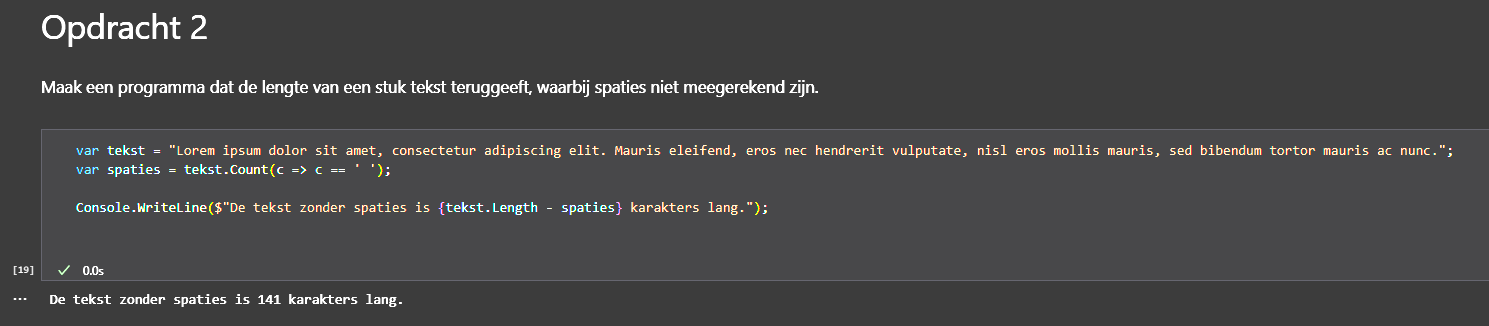 Opdracht 2
Maak een programma dat de lengte van een stuk tekst teruggeeft, waarbij spaties niet meegerekend zijn.
var tekst = "Lorem ipsum dolor sit amet, consectetur adipiscing elit. Mauris eleifend, eros nec hendrerit vulputate, nisl eros mollis mauris, sed bibendum tortor mauris ac nunc.";
var spaties = tekst.Count(c => c == ' ');
Console.WriteLine($"De tekst zonder spaties is {tekst.Length - spaties} karakters lang.");
[19] ✓ 0.0s
... De tekst zonder spaties is 141 karakters lang.